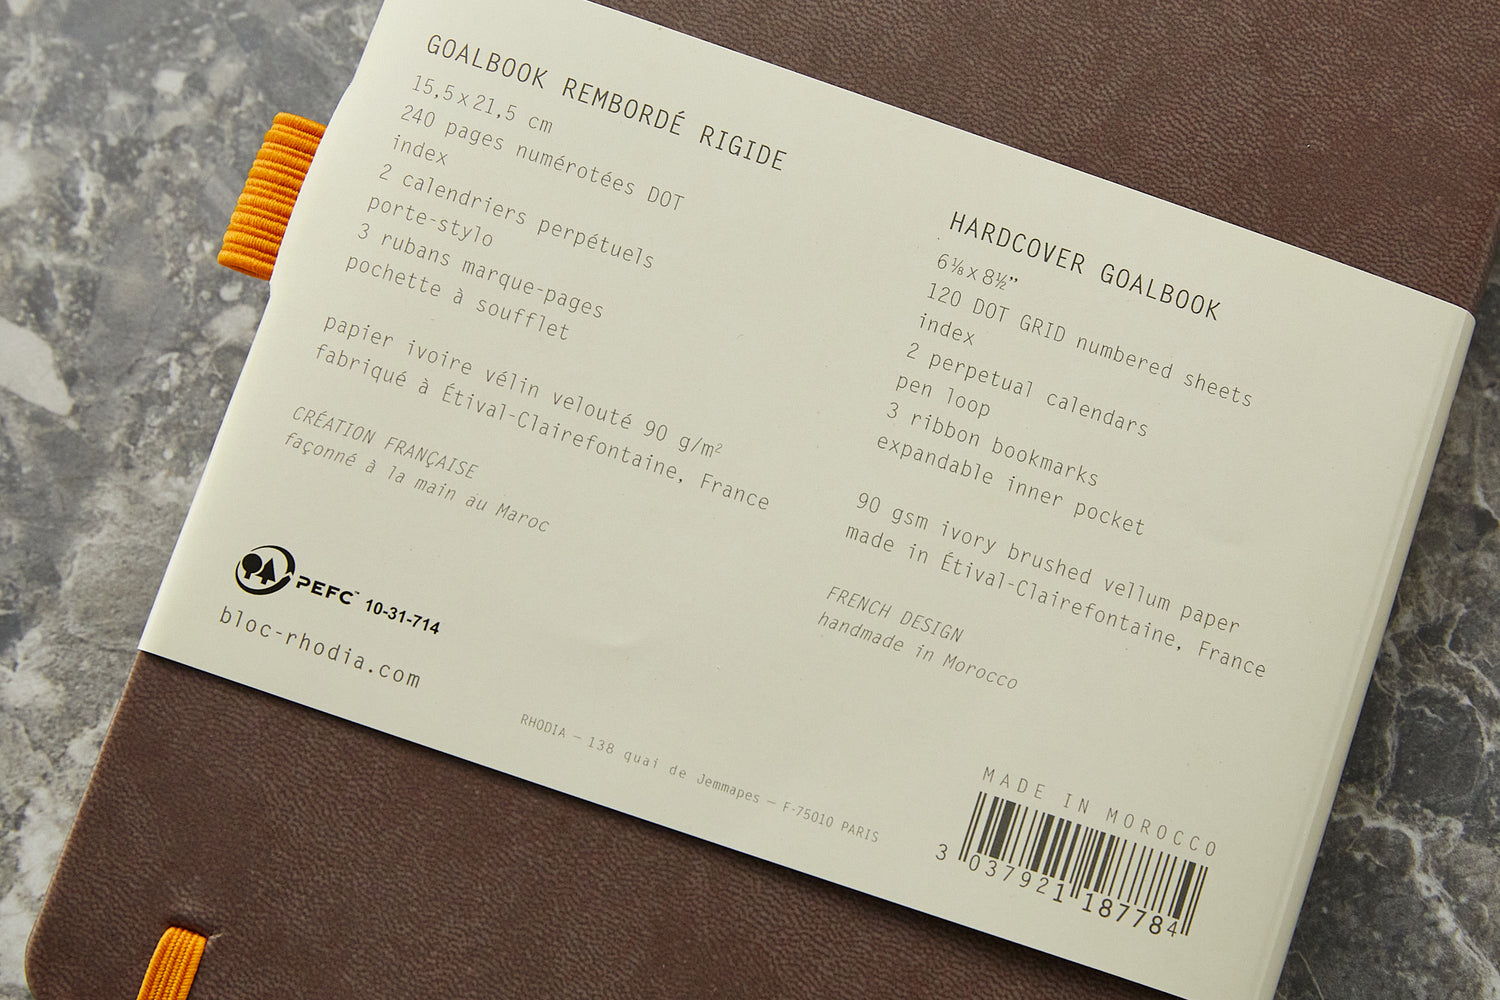 GOALBOOK REMBORDÉ RIGIDE
15,5 x 21,5 cm
240 pages numérotées DOT
index
2 calendriers perpétuels
porte-stylo
3 rubans marque-pages
pochette à soufflet
papier ivoire vélin velouté 90 g/m²
fabriqué à Étival-Clairefontaine, France
CRÉATION FRANÇAISE
façonné à la main au Maroc
PEFC™ 10-31-714
bloc-rhodia.com
HARDCOVER GOALBOOK
6 ⅛ x 8 ½”
120 DOT GRID numbered sheets
index
2 perpetual calendars
pen loop
3 ribbon bookmarks
expandable inner pocket
90 gsm ivory brushed vellum paper
made in Étival-Clairefontaine, France
FRENCH DESIGN
handmade in Morocco
RHODIA – 138 quai de Jemmapes – F-75010 PARIS
MADE IN MOROCCO
3 037921 187784